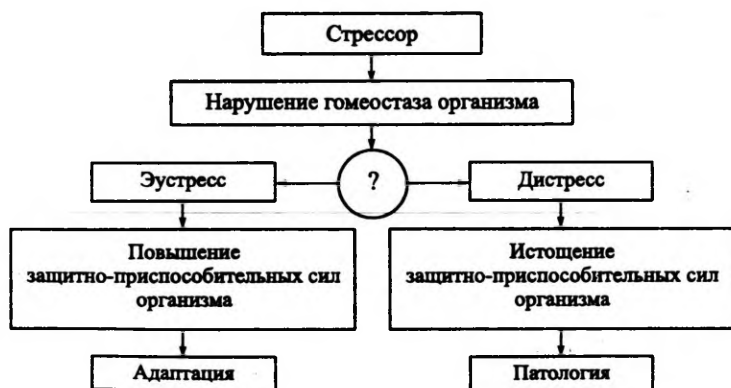 Стрессор
Нарушение гомеостаза организма
?
Эустресс
Дистресс
Повышение
защитно-приспособительных сил
организма
Истощение
защитно-приспособительных сил
организма
Адаптация
Патология